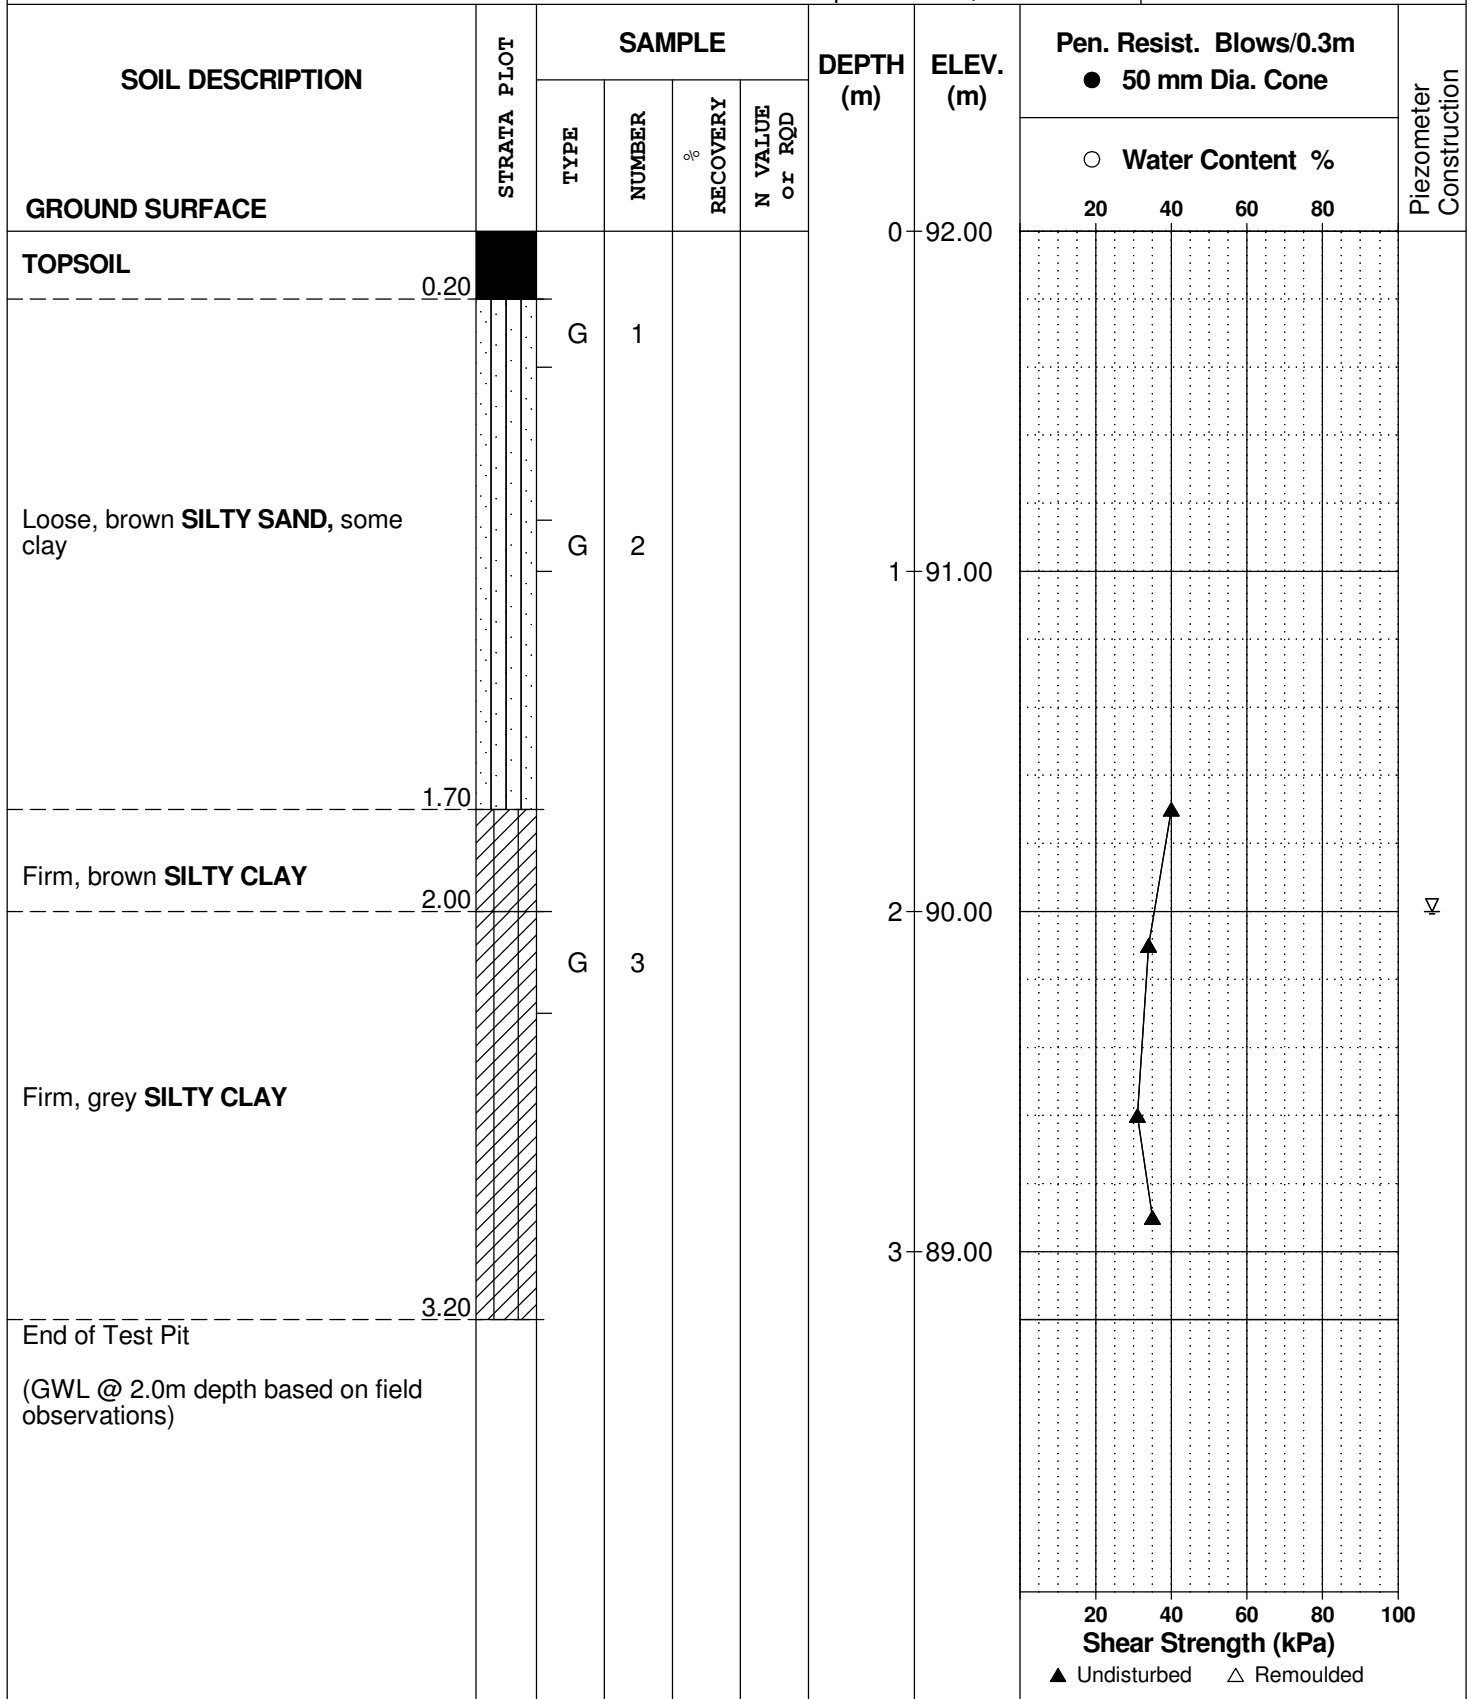 SOIL DESCRIPTION
GROUND SURFACE
STRATA PLOT
SAMPLE
TYPE
NUMBER
%
RECOVERY
N VALUE
or RQD
DEPTH
(m)
ELEV.
(m)
Pen. Resist. Blows/0.3m
● 50 mm Dia. Cone
○ Water Content %
20 40 60 80
Piezometer
Construction
0 92.00
TOPSOIL
0.20
G 1
Loose, brown SILTY SAND, some
clay
G 2
1 91.00
1.70
Firm, brown SILTY CLAY
2.00
2 90.00
G 3
Firm, grey SILTY CLAY
3 89.00
3.20
End of Test Pit
(GWL @ 2.0m depth based on field
observations)
20 40 60 80 100
Shear Strength (kPa)
▲ Undisturbed △ Remoulded